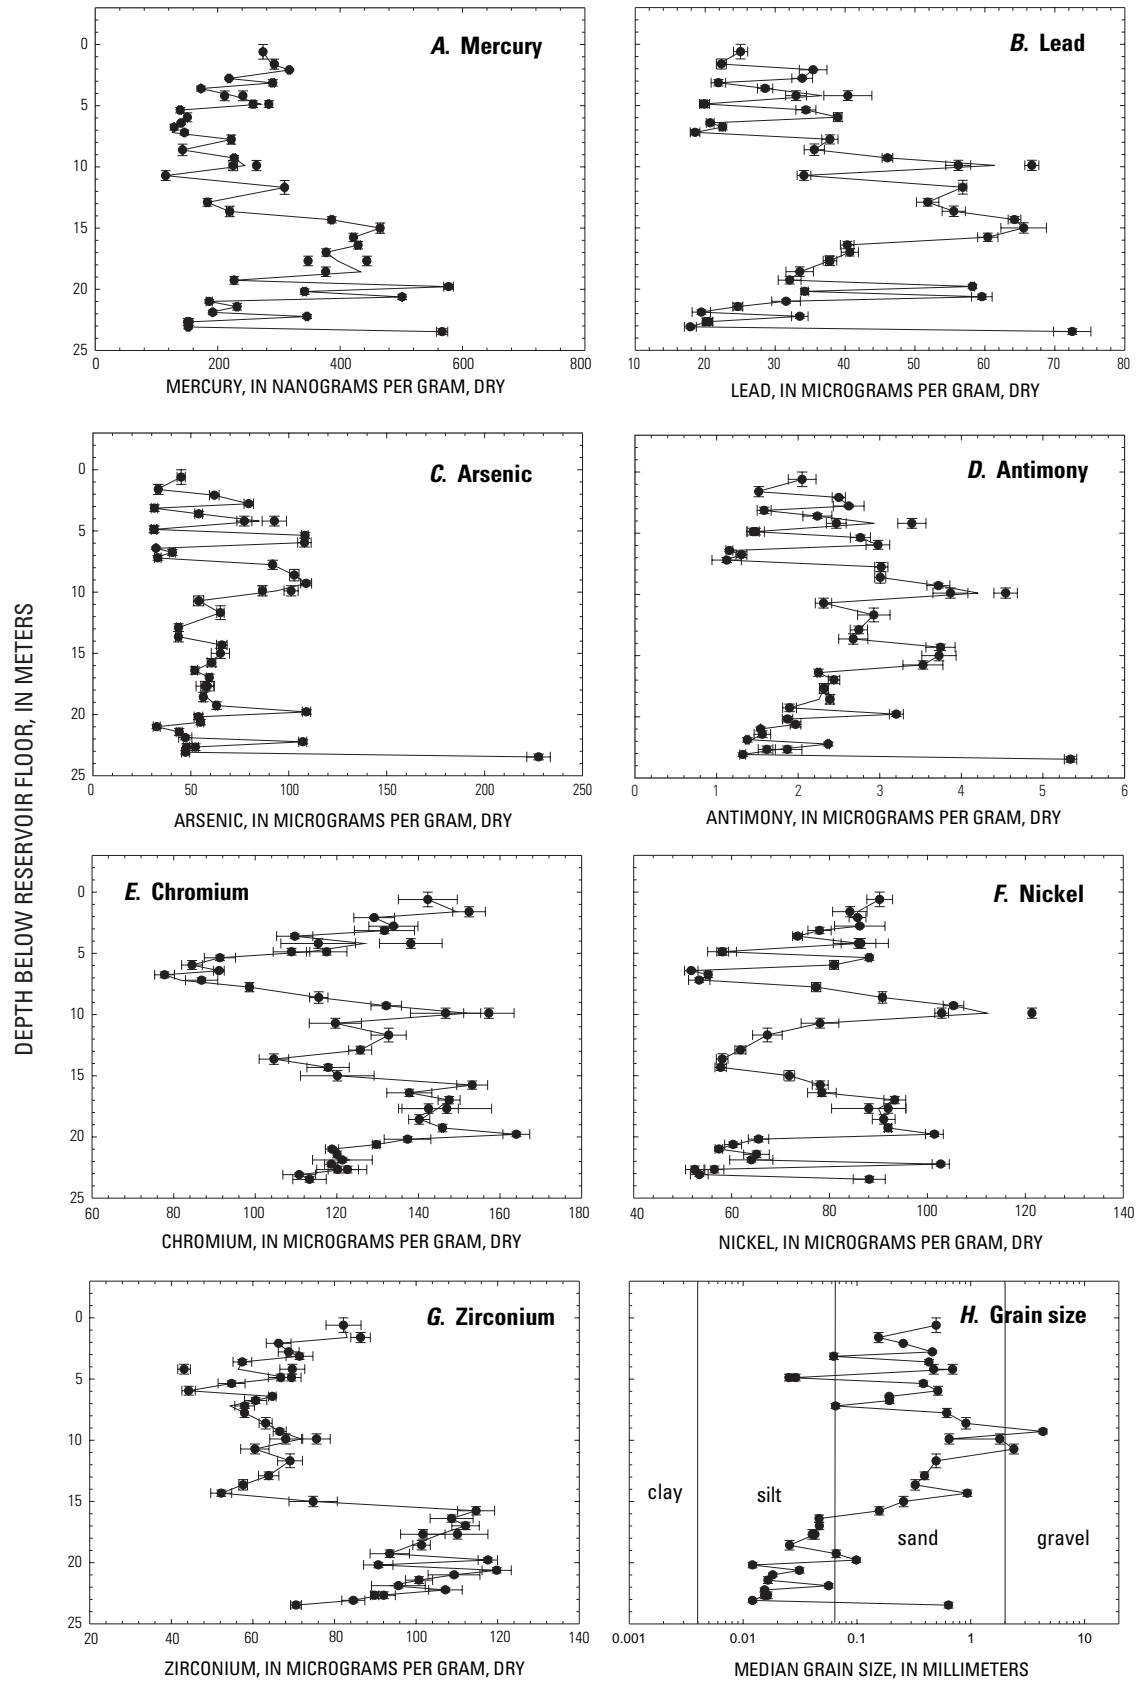 A. Mercury
0
5
10
15
20
25
0 200 400 600 800
MERCURY, IN NANOGRAMS PER GRAM, DRY
B. Lead
10 20 30 40 50 60 70 80
LEAD, IN MICROGRAMS PER GRAM, DRY
C. Arsenic
0
5
10
15
20
25
0 50 100 150 200 250
ARSENIC, IN MICROGRAMS PER GRAM, DRY
D. Antimony
0 1 2 3 4 5 6
ANTIMONY, IN MICROGRAMS PER GRAM, DRY
DEPTH BELOW RESERVOIR FLOOR, IN METERS
E. Chromium
0
5
10
15
20
25
60 80 100 120 140 160 180
CHROMIUM, IN MICROGRAMS PER GRAM, DRY
F. Nickel
40 60 80 100 120 140
NICKEL, IN MICROGRAMS PER GRAM, DRY
G. Zirconium
0
5
10
15
20
25
20 40 60 80 100 120 140
ZIRCONIUM, IN MICROGRAMS PER GRAM, DRY
H. Grain size
clay
silt
sand
gravel
0.001 0.01 0.1 1 10
MEDIAN GRAIN SIZE, IN MILLIMETERS